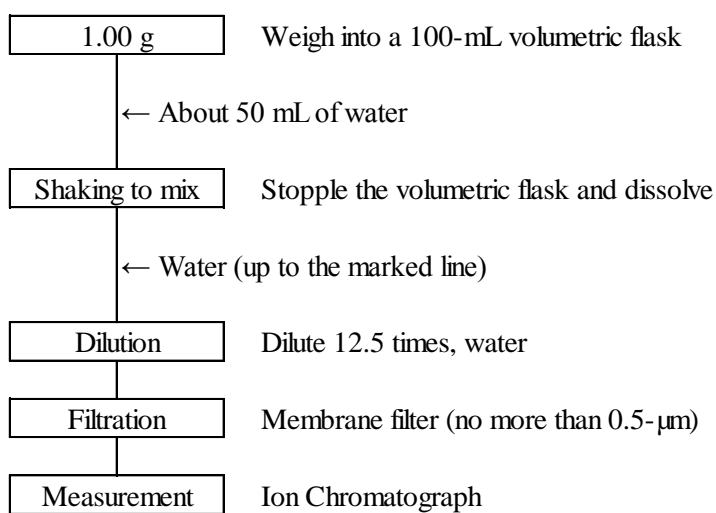 1.00 g Weigh into a 100-mL volumetric flask
← About 50 mL of water
Shaking to mix Stopple the volumetric flask and dissolve
← Water (up to the marked line)
Dilution Dilute 12.5 times, water
Filtration Membrane filter (no more than 0.5-μm)
Measurement Ion Chromatograph